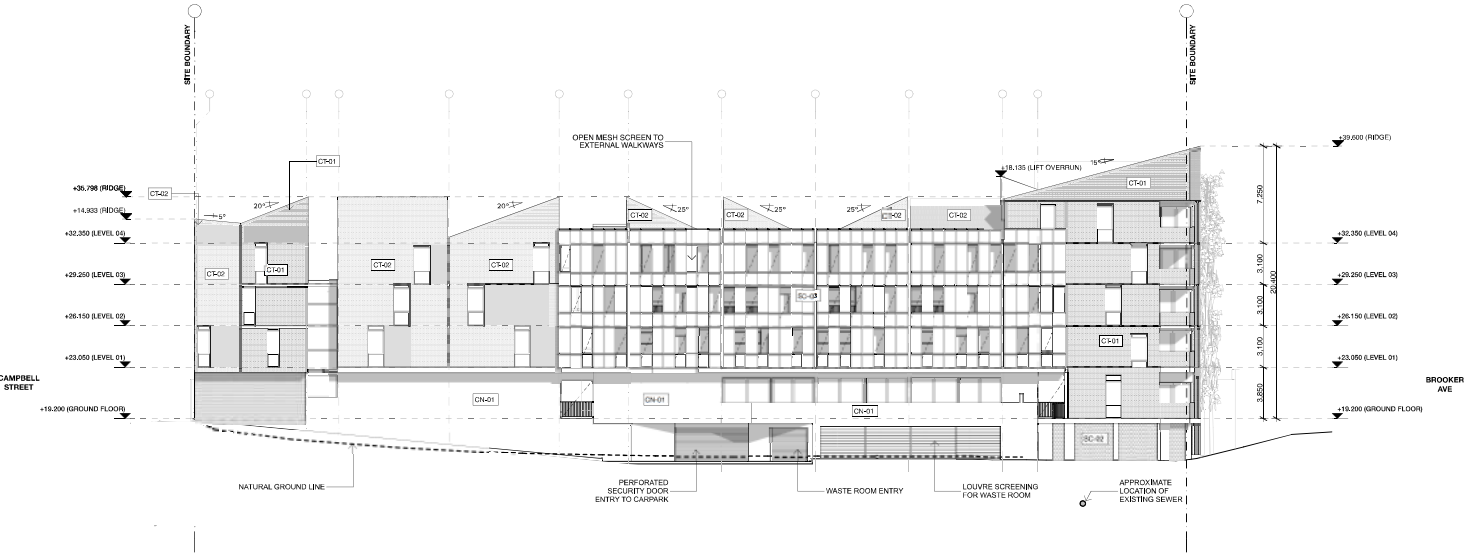 SITE BOUNDARY
SITE BOUNDARY
OPEN MESH SCREEN TO
EXTERNAL WALKWAYS
+39.600 (RIDGE)
CT-01
+18.135 (LIFT OVERRUN)
15°
CT-01
+35.798 (RIDGE)
CT-02
20°
20°
CT-02
25°
CT-02
25°
25°
CT-02
CT-02
7,250
+14.933 (RIDGE)
5°
+32.350 (LEVEL 04)
+32.350 (LEVEL 04)
CT-02
CT-01
CT-02
CT-02
3,100
20,400
+29.250 (LEVEL 03)
+29.250 (LEVEL 03)
SC-03
3,100
+26.150 (LEVEL 02)
+26.150 (LEVEL 02)
CT-01
3,100
+23.050 (LEVEL 01)
+23.050 (LEVEL 01)
CAMPBELL
STREET
BROOKER
AVE
CN-01
CN-01
CN-01
3,850
+19.200 (GROUND FLOOR)
+19.200 (GROUND FLOOR)
SC-02
NATURAL GROUND LINE
PERFORATED
SECURITY DOOR
ENTRY TO CARPARK
WASTE ROOM ENTRY
LOUVRE SCREENING
FOR WASTE ROOM
APPROXIMATE
LOCATION OF
EXISTING SEWER